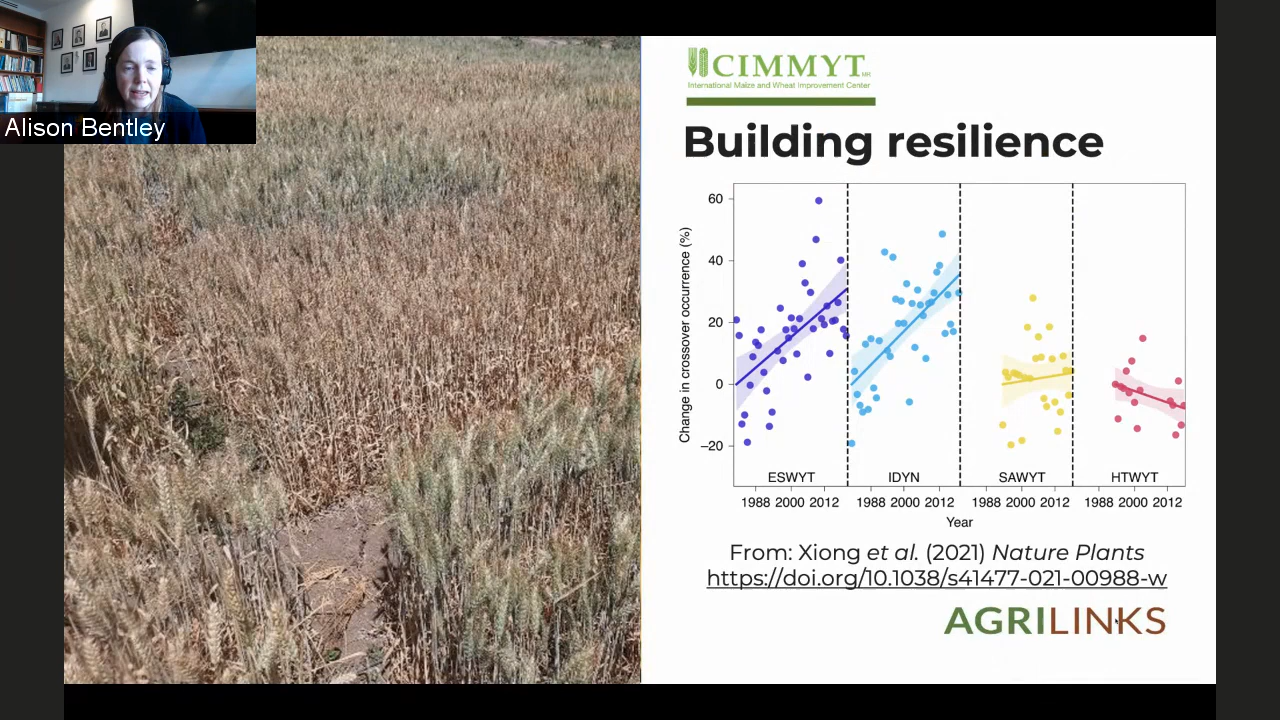 Alison Bentley
CIMMYT MR
International Maize and Wheat Improvement Center
Building resilience
Change in crossover occurrence (%)
60
40
20
0
−20
ESWYT
IDYN
SAWYT
HTWYT
1988 2000 2012
1988 2000 2012
1988 2000 2012
1988 2000 2012
Year
From: Xiong et al. (2021) Nature Plants
https://doi.org/10.1038/s41477-021-00988-w
AGRILINKS